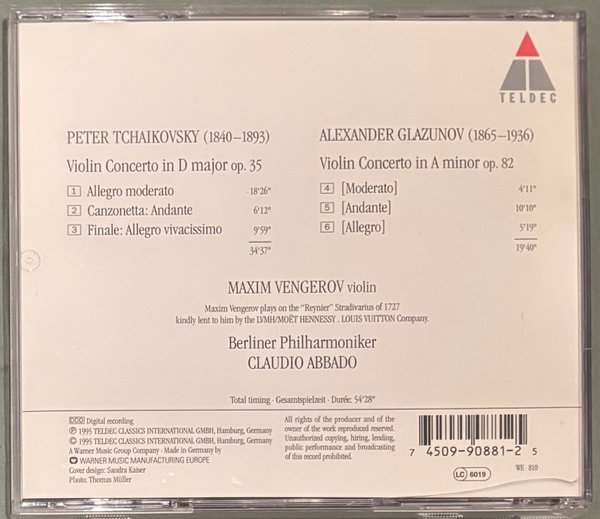 TELDEC
PETER TCHAIKOVSKY (1840–1893)
Violin Concerto in D major op. 35
1 Allegro moderato 18'26"
2 Canzonetta: Andante 6'12"
3 Finale: Allegro vivacissimo 9'59"
34'37"
ALEXANDER GLAZUNOV (1865–1936)
Violin Concerto in A minor op. 82
4 [Moderato] 4'11"
5 [Andante] 10'10"
6 [Allegro] 5'19"
19'40"
MAXIM VENGEROV violin
Maxim Vengerov plays on the "Reynier" Stradivarius of 1727
kindly lent to him by the LVMH/MOËT HENNESSY . LOUIS VUITTON Company.
Berliner Philharmoniker
CLAUDIO ABBADO
Total timing · Gesamtspielzeit · Durée: 54'28"
DDD Digital recording
℗ 1995 TELDEC CLASSICS INTERNATIONAL GMBH, Hamburg, Germany
© 1995 TELDEC CLASSICS INTERNATIONAL GMBH, Hamburg, Germany
A Warner Music Group Company · Made in Germany by
WARNER MUSIC MANUFACTURING EUROPE
Cover design: Sandra Kaiser
Photo: Thomas Müller
All rights of the producer and of the
owner of the work reproduced reserved.
Unauthorized copying, hiring, lending,
public performance and broadcasting
of this record prohibited.
7 45099-90881-2 5
LC 6019
WE 810